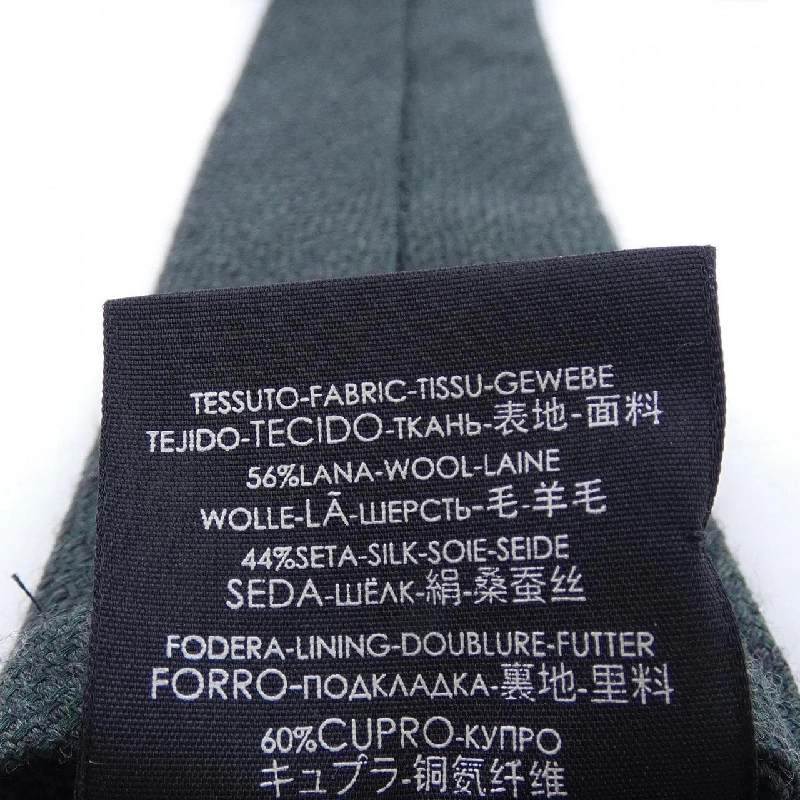 TESSUTO-FABRIC-TISSU-GEWEBE
TEJIDO-TECIDO-ТКАНЬ-表地-面料
56%LANA-WOOL-LAINE
WOLLE-LĀ-ШЕРСТЬ-毛-羊毛
44%SETA-SILK-SOIE-SEIDE
SEDA-ШЁЛК-絹-桑蚕丝
FODERA-LINING-DOUBLURE-FUTTER
FORRO-ПОДКЛАДКА-裏地-里料
60%CUPRO-КУПРО
キュプラ-铜氨纤维